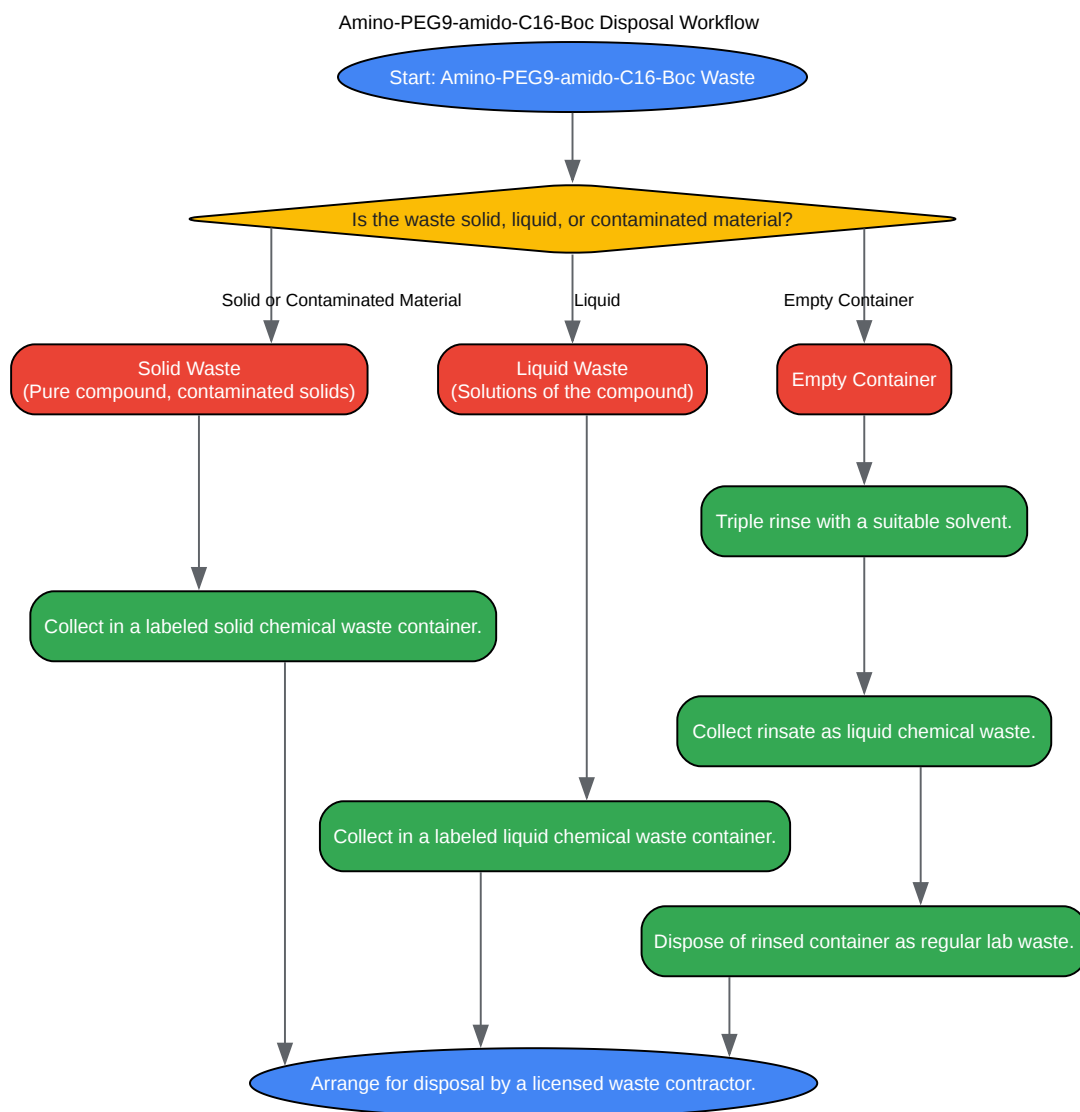 Amino-PEG9-amido-C16-Boc Disposal Workflow
Start: Amino-PEG9-amido-C16-Boc Waste
Is the waste solid, liquid, or contaminated material?
Solid or Contaminated Material
Liquid
Empty Container
Solid Waste
(Pure compound, contaminated solids)
Liquid Waste
(Solutions of the compound)
Empty Container
Triple rinse with a suitable solvent.
Collect in a labeled solid chemical waste container.
Collect rinsate as liquid chemical waste.
Collect in a labeled liquid chemical waste container.
Dispose of rinsed container as regular lab waste.
Arrange for disposal by a licensed waste contractor.